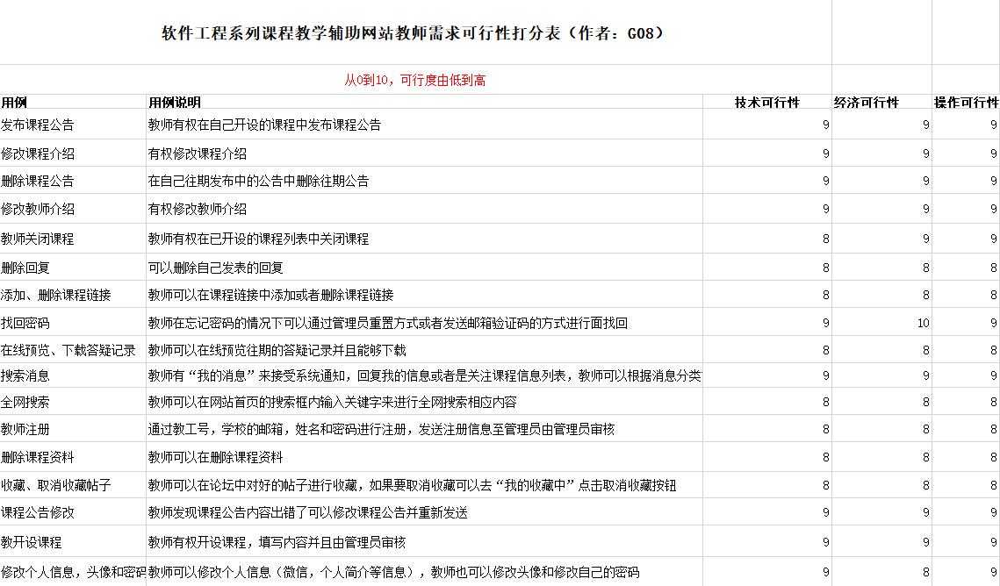 软件工程系列课程教学辅助网站教师需求可行性打分表（作者：G08）
从0到10，可行度由低到高
用例 用例说明 技术可行性 经济可行性 操作可行性
发布课程公告 教师有权在自己开设的课程中发布课程公告 9 9 9
修改课程介绍 有权修改课程介绍 9 9 9
删除课程公告 在自己往期发布中的公告中删除往期公告 9 9 9
修改教师介绍 有权修改教师介绍 9 9 9
教师关闭课程 教师有权在已开设的课程列表中关闭课程 8 9 9
删除回复 可以删除自己发表的回复 8 8 8
添加、删除课程链接 教师可以在课程链接中添加或者删除课程链接 8 8 8
找回密码 教师在忘记密码的情况下可以通过管理员重置方式或者发送邮箱验证码的方式进行面找回 9 10 9
在线预览、下载答疑记录 教师可以在线预览往期的答疑记录并且能够下载 8 8 8
搜索消息 教师有“我的消息”来接受系统通知，回复我的信息或者是关注课程信息列表，教师可以根据消息分类 9 9 9
全网搜索 教师可以在网站首页的搜索框内输入关键字来进行全网搜索相应内容 8 8 8
教师注册 通过教工号，学校的邮箱，姓名和密码进行注册，发送注册信息至管理员由管理员审核 8 8 8
删除课程资料 教师可以在删除课程资料 8 8 8
收藏、取消收藏帖子 教师可以在论坛中对好的帖子进行收藏，如果要取消收藏可以去“我的收藏中”点击取消收藏按钮 8 8 8
课程公告修改 教师发现课程公告内容出错了可以修改课程公告并重新发送 9 9 9
教开设课程 教师有权开设课程，填写内容并且由管理员审核 9 9 9
修改个人信息，头像和密码 教师可以修改个人信息（微信，个人简介等信息），教师也可以修改头像和修改自己的密码 9 8 9